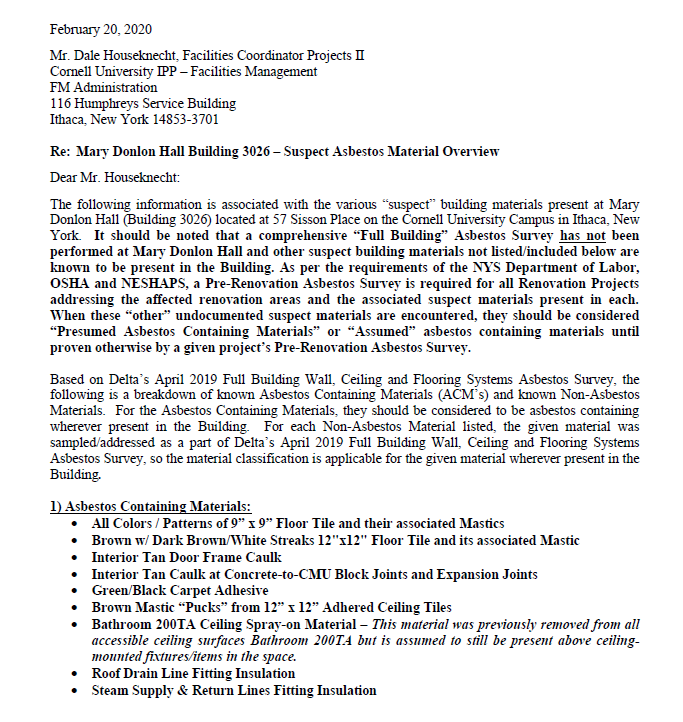 February 20, 2020
Mr. Dale Houseknecht, Facilities Coordinator Projects II
Cornell University IPP – Facilities Management
FM Administration
116 Humphreys Service Building
Ithaca, New York 14853-3701
Re: Mary Donlon Hall Building 3026 – Suspect Asbestos Material Overview
Dear Mr. Houseknecht:
The following information is associated with the various “suspect” building materials present at Mary
Donlon Hall (Building 3026) located at 57 Sisson Place on the Cornell University Campus in Ithaca, New
York. It should be noted that a comprehensive “Full Building” Asbestos Survey has not been
performed at Mary Donlon Hall and other suspect building materials not listed/included below are
known to be present in the Building. As per the requirements of the NYS Department of Labor,
OSHA and NESHAPS, a Pre-Renovation Asbestos Survey is required for all Renovation Projects
addressing the affected renovation areas and the associated suspect materials present in each.
When these “other” undocumented suspect materials are encountered, they should be considered
“Presumed Asbestos Containing Materials” or “Assumed” asbestos containing materials until
proven otherwise by a given project’s Pre-Renovation Asbestos Survey.
Based on Delta’s April 2019 Full Building Wall, Ceiling and Flooring Systems Asbestos Survey, the
following is a breakdown of known Asbestos Containing Materials (ACM’s) and known Non-Asbestos
Materials. For the Asbestos Containing Materials, they should be considered to be asbestos containing
wherever present in the Building. For each Non-Asbestos Material listed, the given material was
sampled/addressed as a part of Delta’s April 2019 Full Building Wall, Ceiling and Flooring Systems
Asbestos Survey, so the material classification is applicable for the given material wherever present in the
Building.
1) Asbestos Containing Materials:
• All Colors / Patterns of 9” x 9” Floor Tile and their associated Mastics
• Brown w/ Dark Brown/White Streaks 12"x12" Floor Tile and its associated Mastic
• Interior Tan Door Frame Caulk
• Interior Tan Caulk at Concrete-to-CMU Block Joints and Expansion Joints
• Green/Black Carpet Adhesive
• Brown Mastic “Pucks” from 12” x 12” Adhered Ceiling Tiles
• Bathroom 200TA Ceiling Spray-on Material – This material was previously removed from all
accessible ceiling surfaces Bathroom 200TA but is assumed to still be present above ceiling-
mounted fixtures/items in the space.
• Roof Drain Line Fitting Insulation
• Steam Supply & Return Lines Fitting Insulation